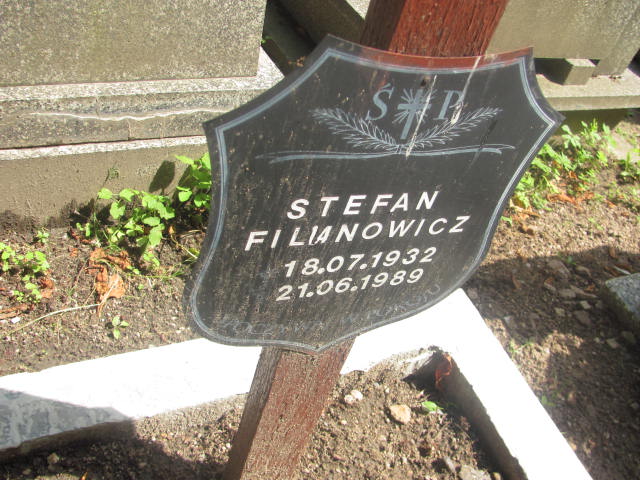 S P
STEFAN
FILIANOWICZ
18.07.1932
21.06.1989